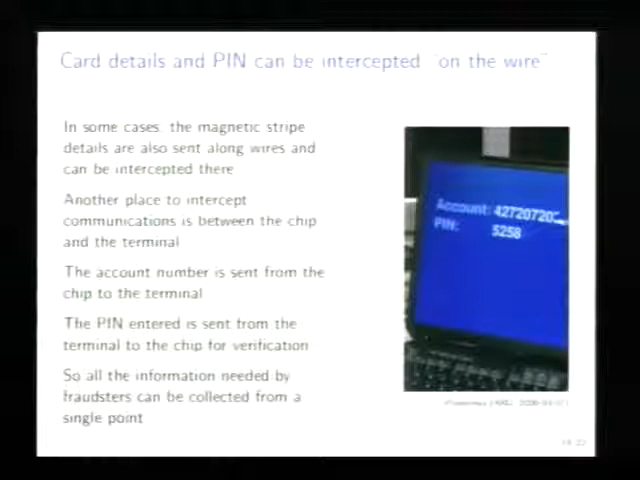 Card details and PIN can be intercepted "on the wire"
In some cases, the magnetic stripe
details are also sent along wires and
can be intercepted there
Another place to intercept
communications is between the chip
and the terminal
The account number is sent from the
chip to the terminal
The PIN entered is sent from the
terminal to the chip for verification
So all the information needed by
fraudsters can be collected from a
single point
Account: 42720720
PIN: 5258